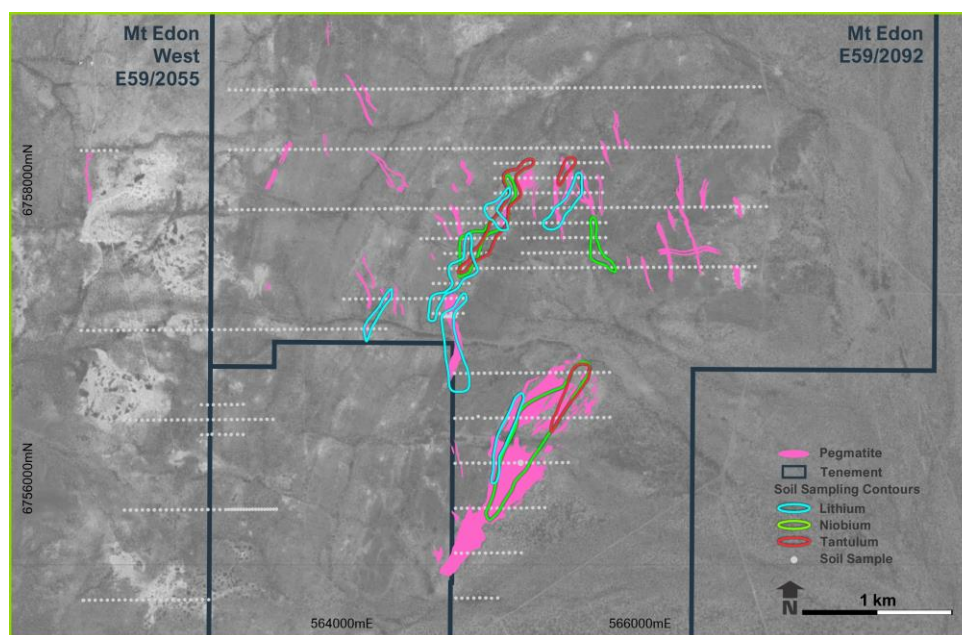 Mt Edon
West
E59/2055
Mt Edon
E59/2092
6758000mN
6756000mN
Pegmatite
Tenement
Soil Sampling Contours
Lithium
Niobium
Tantulum
Soil Sample
N
1 km
564000mE
566000mE